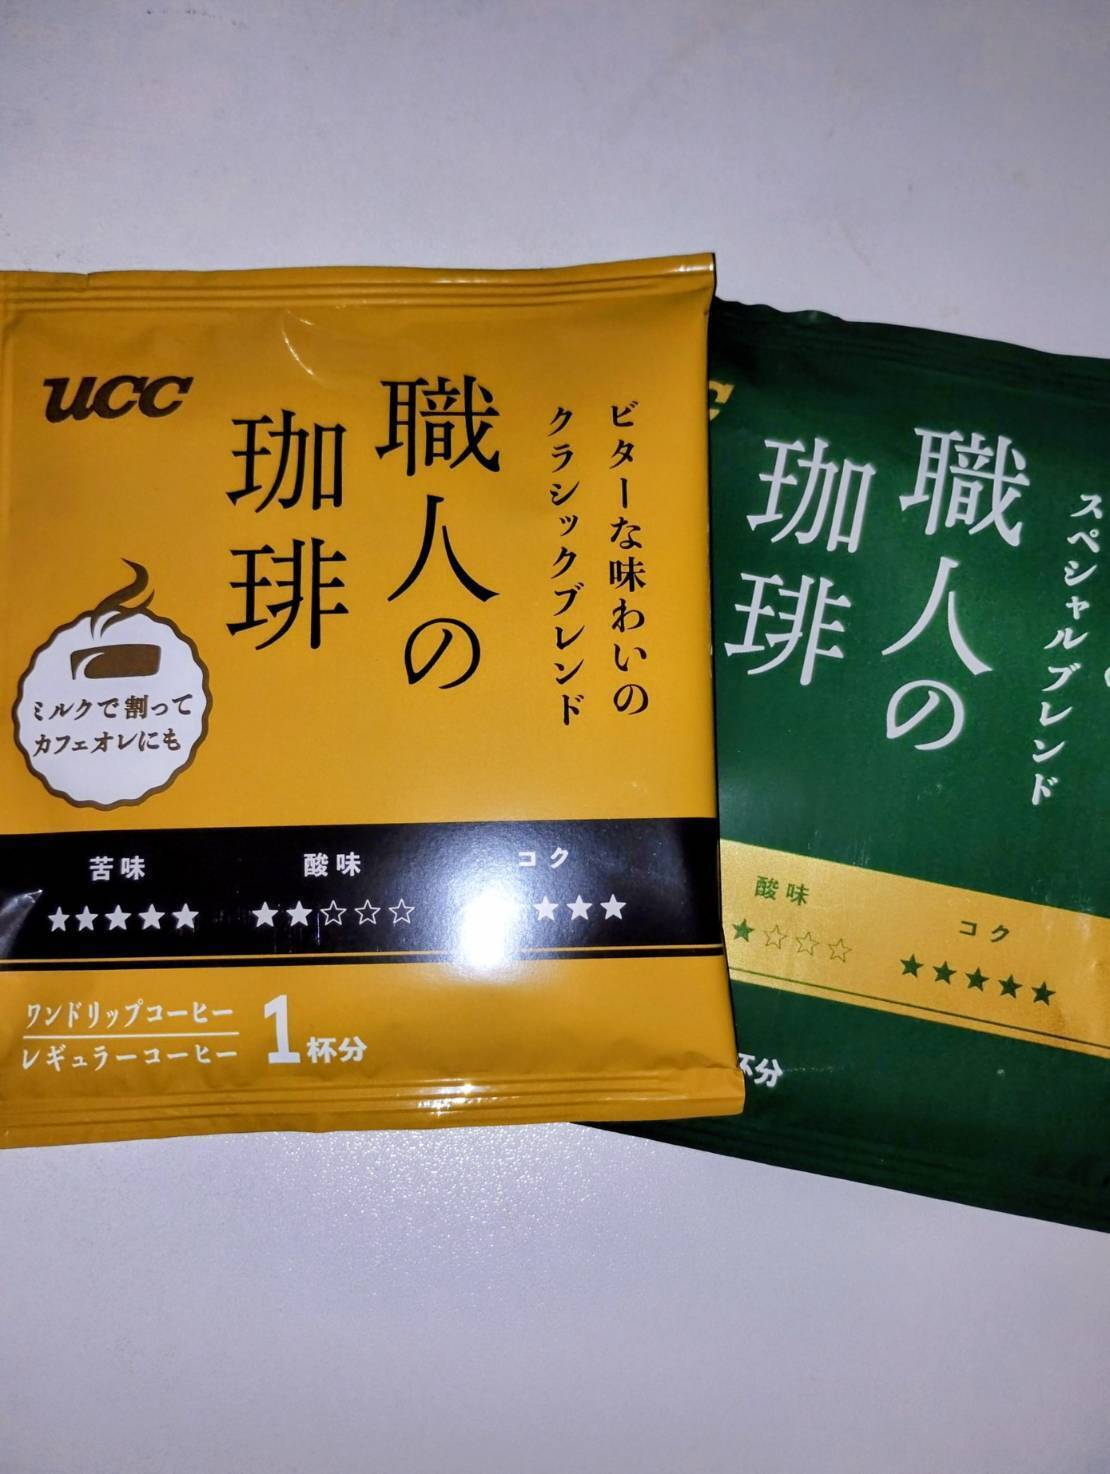 ucc
ビターな味わいの
クラシックブレンド
職人の
珈琲
ミルクで割って
カフェオレにも
苦味 酸味 コク
★★★★★ ★★☆☆☆ ★★★
ワンドリップコーヒー
レギュラーコーヒー
1杯分
スペシャルブレンド
職人の
珈琲
酸味 コク
★☆☆☆ ★★★★★
杯分